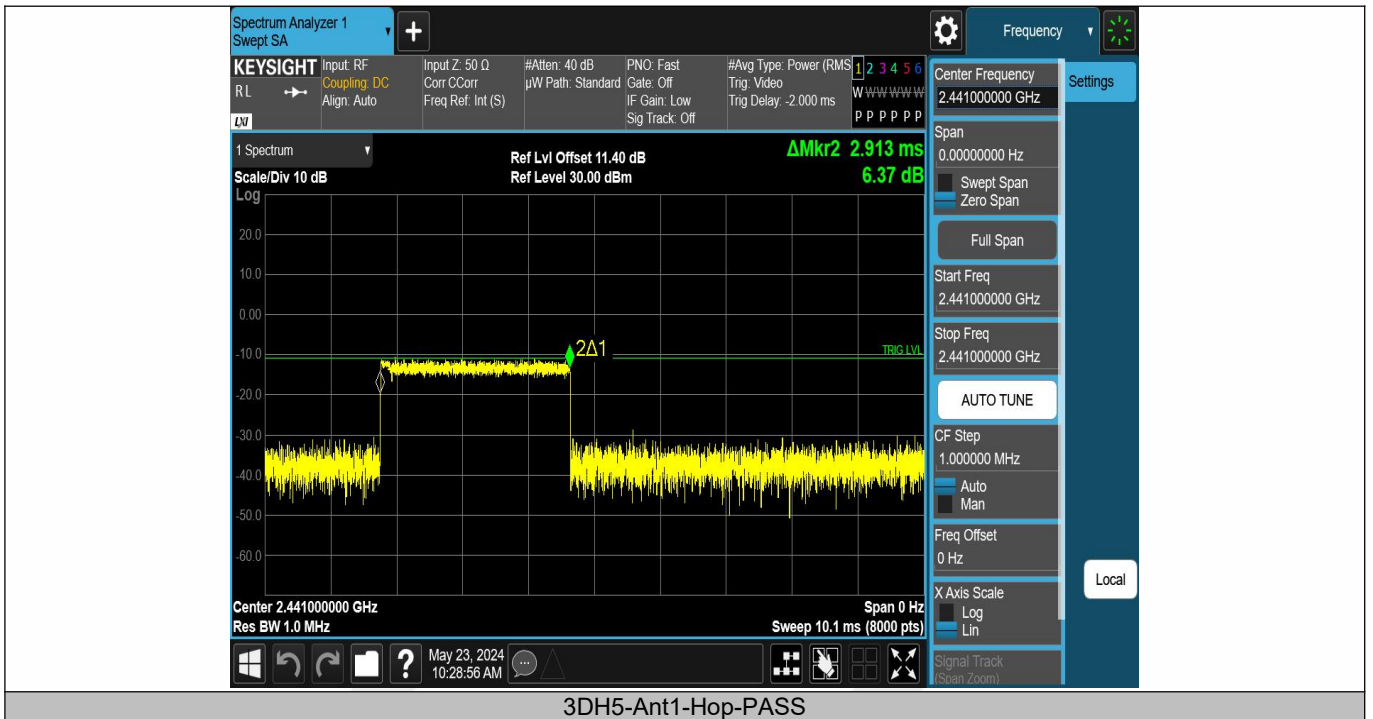 Spectrum Analyzer 1
Swept SA
+
Frequency
KEYSIGHT
RL
LXI
Input: RF
Coupling: DC
Align: Auto
Input Z: 50 Ω
Corr CCorr
Freq Ref: Int (S)
#Atten: 40 dB
µW Path: Standard
PNO: Fast
Gate: Off
IF Gain: Low
Sig Track: Off
#Avg Type: Power (RMS
Trig: Video
Trig Delay: -2.000 ms
1 2 3 4 5 6
W W W W W W
P P P P P P
1 Spectrum
Scale/Div 10 dB
Ref Lvl Offset 11.40 dB
Ref Level 30.00 dBm
ΔMkr2 2.913 ms
6.37 dB
Log
20.0
10.0
0.00
-10.0
-20.0
-30.0
-40.0
-50.0
-60.0
2Δ1
TRIG LVL
Center 2.441000000 GHz
Res BW 1.0 MHz
Span 0 Hz
Sweep 10.1 ms (8000 pts)
Center Frequency
2.441000000 GHz
Settings
Span
0.00000000 Hz
Swept Span
Zero Span
Full Span
Start Freq
2.441000000 GHz
Stop Freq
2.441000000 GHz
AUTO TUNE
CF Step
1.000000 MHz
Auto
Man
Freq Offset
0 Hz
X Axis Scale
Log
Lin
Local
Signal Track
(Span Zoom)
?
May 23, 2024
10:28:56 AM
3DH5-Ant1-Hop-PASS